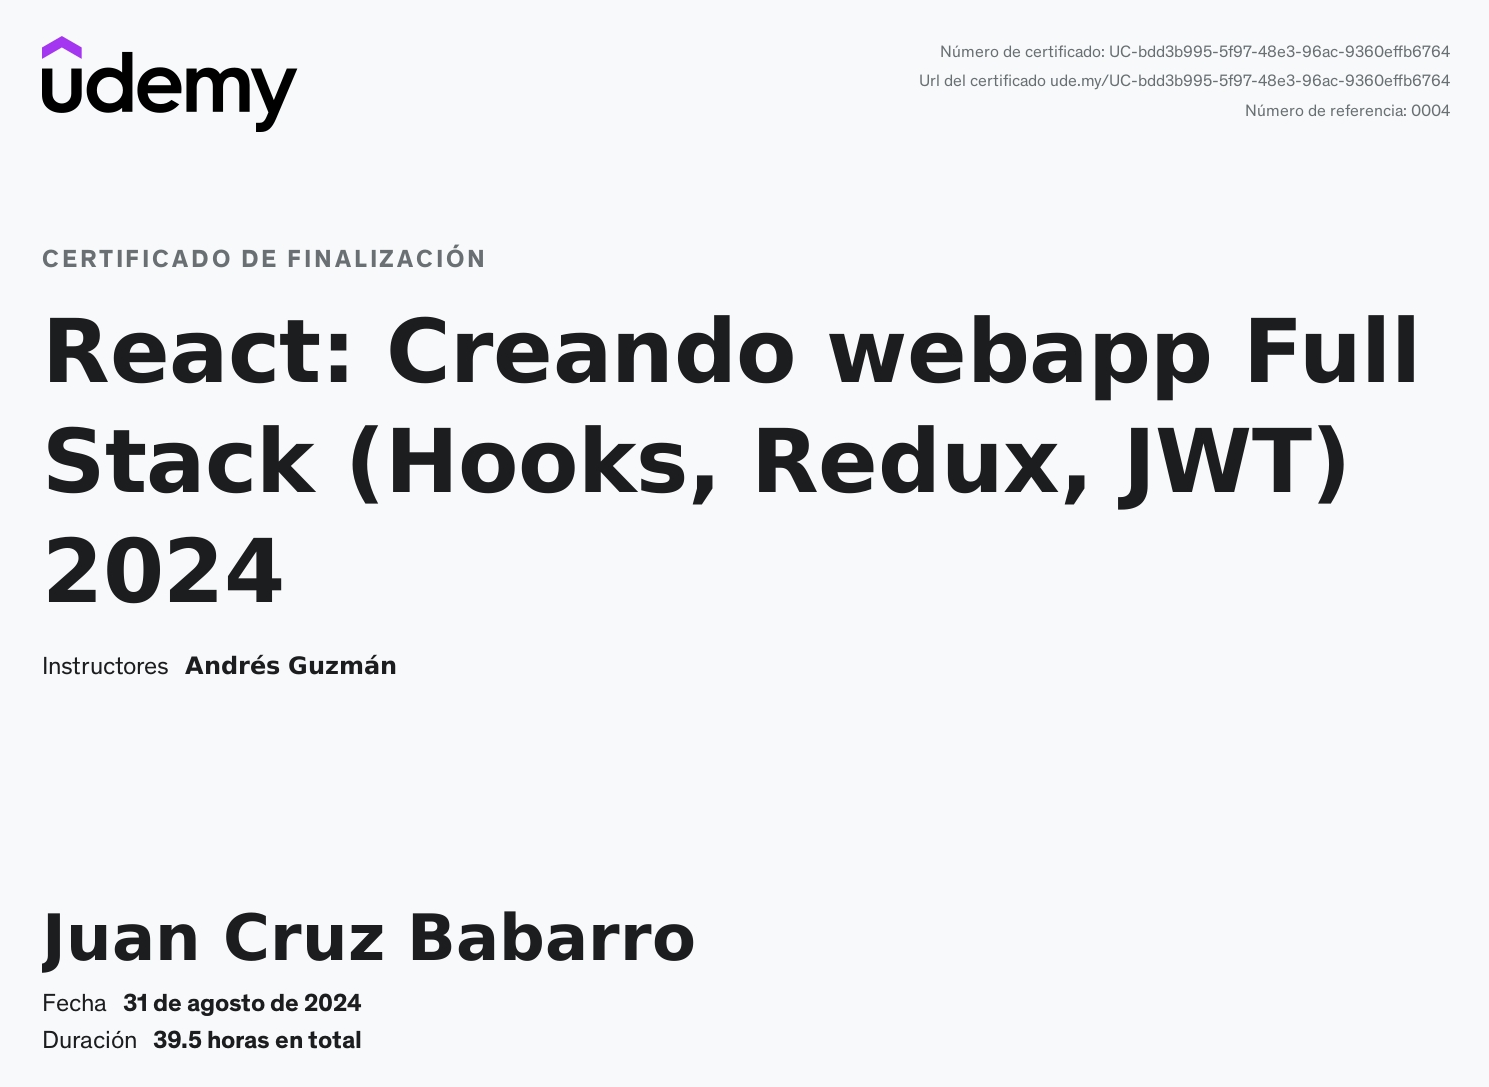 udemy
Número de certificado: UC-bdd3b995-5f97-48e3-96ac-9360effb6764
Url del certificado ude.my/UC-bdd3b995-5f97-48e3-96ac-9360effb6764
Número de referencia: 0004
CERTIFICADO DE FINALIZACIÓN
React: Creando webapp Full
Stack (Hooks, Redux, JWT)
2024
Instructores Andrés Guzmán
Juan Cruz Babarro
Fecha 31 de agosto de 2024
Duración 39.5 horas en total